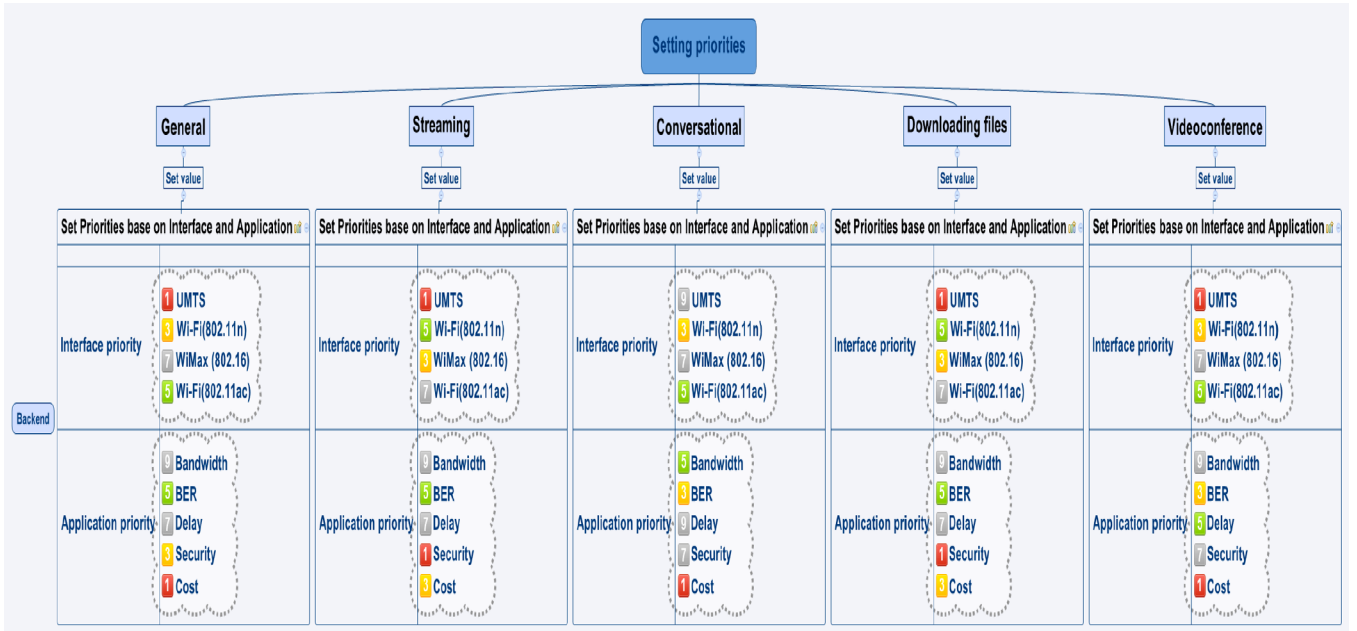 Setting priorities
General
Streaming
Conversational
Downloading files
Videoconference
Set value
Set value
Set value
Set value
Set value
Backend
Set Priorities base on Interface and Application
Interface priority
1 UMTS
3 Wi-Fi(802.11n)
7 WiMax (802.16)
5 Wi-Fi(802.11ac)
Application priority
9 Bandwidth
5 BER
7 Delay
3 Security
1 Cost
Set Priorities base on Interface and Application
Interface priority
1 UMTS
5 Wi-Fi(802.11n)
3 WiMax (802.16)
7 Wi-Fi(802.11ac)
Application priority
9 Bandwidth
5 BER
7 Delay
1 Security
3 Cost
Set Priorities base on Interface and Application
Interface priority
9 UMTS
3 Wi-Fi(802.11n)
7 WiMax (802.16)
5 Wi-Fi(802.11ac)
Application priority
5 Bandwidth
3 BER
9 Delay
7 Security
1 Cost
Set Priorities base on Interface and Application
Interface priority
1 UMTS
5 Wi-Fi(802.11n)
3 WiMax (802.16)
7 Wi-Fi(802.11ac)
Application priority
9 Bandwidth
5 BER
7 Delay
1 Security
3 Cost
Set Priorities base on Interface and Application
Interface priority
1 UMTS
3 Wi-Fi(802.11n)
7 WiMax (802.16)
5 Wi-Fi(802.11ac)
Application priority
9 Bandwidth
3 BER
5 Delay
7 Security
1 Cost